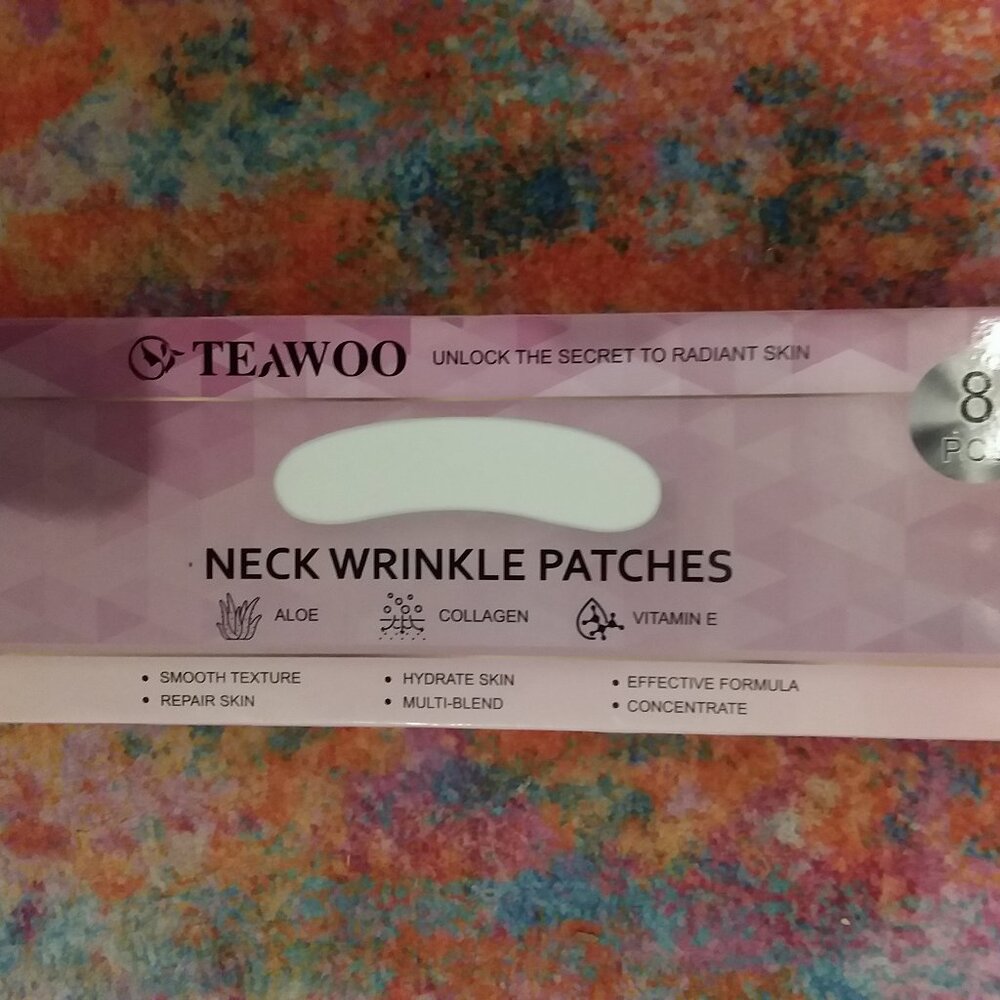 TEAWOO UNLOCK THE SECRET TO RADIANT SKIN
8
NECK WRINKLE PATCHES
ALOE COLLAGEN VITAMIN E
• SMOOTH TEXTURE • HYDRATE SKIN • EFFECTIVE FORMULA
• REPAIR SKIN • MULTI-BLEND • CONCENTRATE